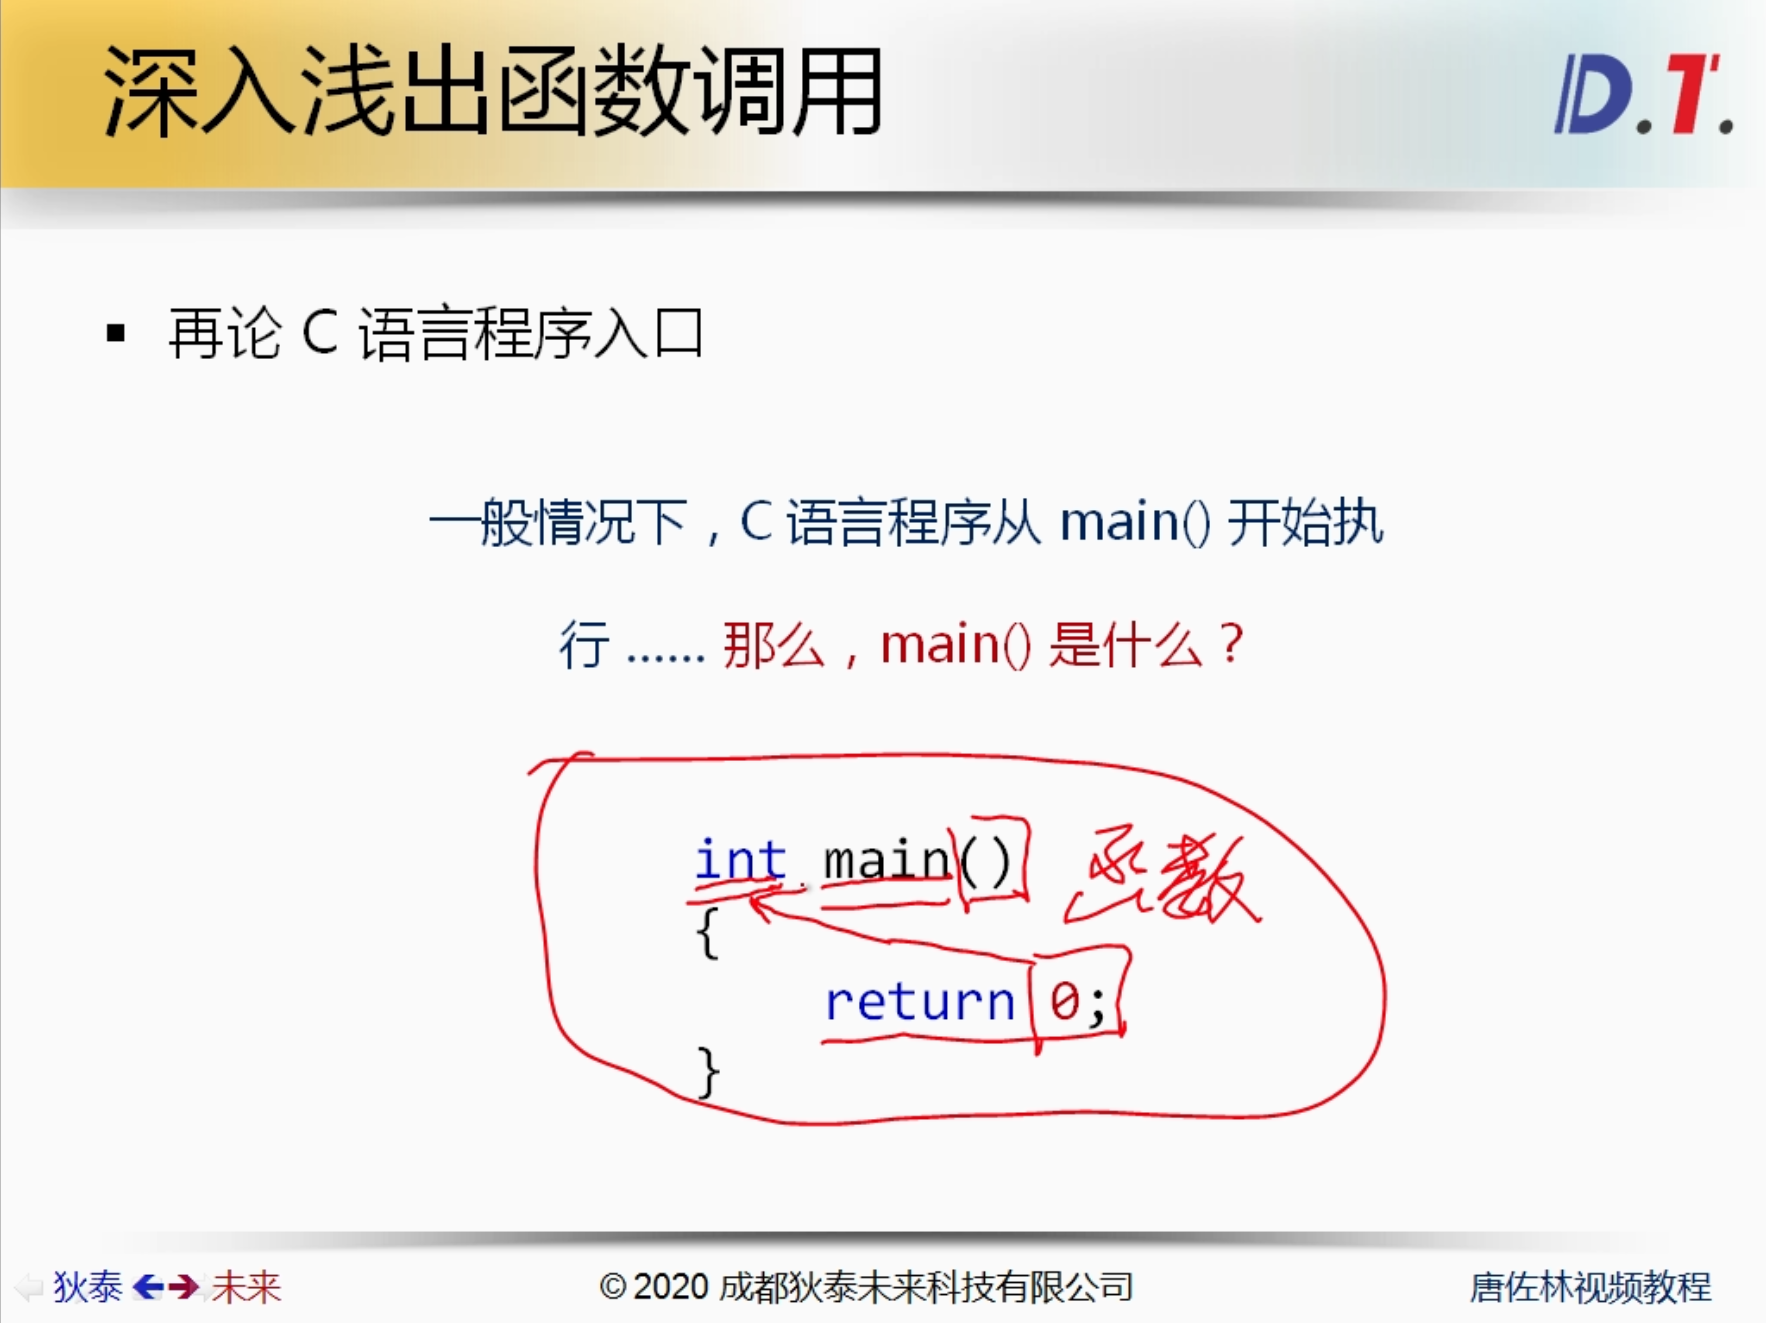 深入浅出函数调用
D.T.
▪ 再论 C 语言程序入口
一般情况下，C 语言程序从 main() 开始执
行 ...... 那么，main() 是什么？
int main() 函数
{
return 0;
}
狄泰 未来
© 2020 成都狄泰未来科技有限公司
唐佐林视频教程